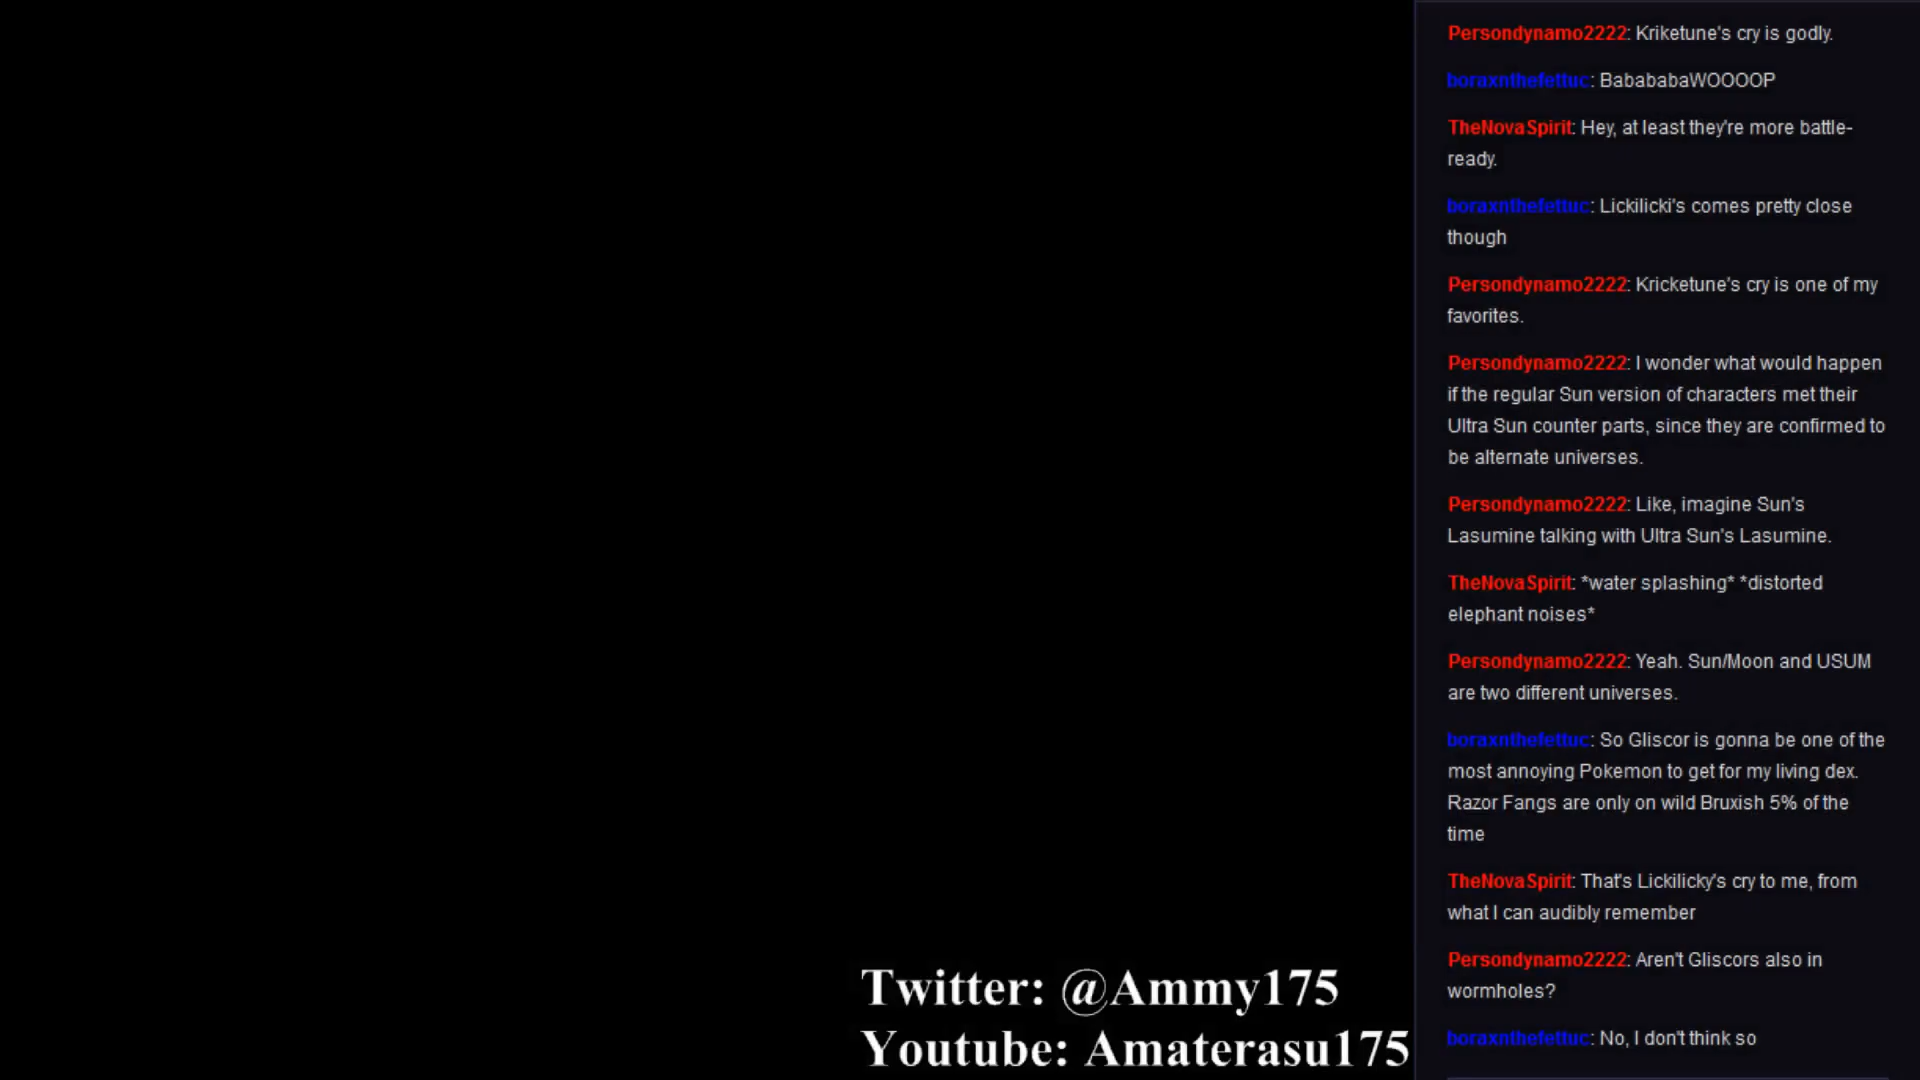 Persondynamo2222: Kriketune's cry is godly.
boraxnthefettuc: BabababaWOOOOP
TheNovaSpirit: Hey, at least they're more battle-
ready.
boraxnthefettuc: Lickilicki's comes pretty close
though
Persondynamo2222: Kricketune's cry is one of my
favorites.
Persondynamo2222: I wonder what would happen
if the regular Sun version of characters met their
Ultra Sun counter parts, since they are confirmed to
be alternate universes.
Persondynamo2222: Like, imagine Sun's
Lasumine talking with Ultra Sun's Lasumine.
TheNovaSpirit: *water splashing* *distorted
elephant noises*
Persondynamo2222: Yeah. Sun/Moon and USUM
are two different universes.
boraxnthefettuc: So Gliscor is gonna be one of the
most annoying Pokemon to get for my living dex.
Razor Fangs are only on wild Bruxish 5% of the
time
TheNovaSpirit: That's Lickilicky's cry to me, from
what I can audibly remember
Persondynamo2222: Aren't Gliscors also in
wormholes?
boraxnthefettuc: No, I don't think so
Twitter: @Ammy175
Youtube: Amaterasu175